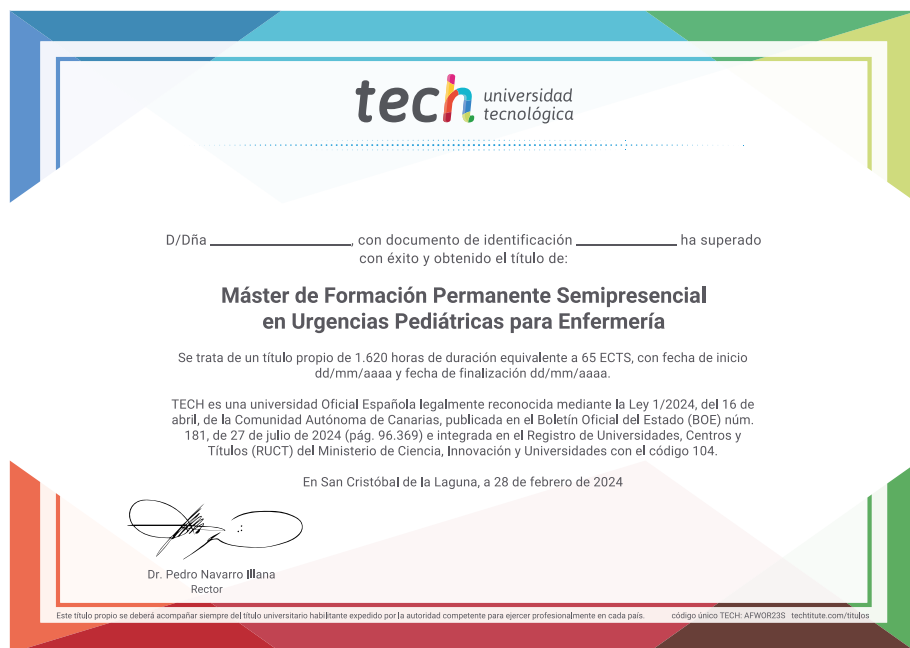 tech universidad
tecnológica
D/Dña ____________________, con documento de identificación ______________ ha superado
con éxito y obtenido el título de:
Máster de Formación Permanente Semipresencial
en Urgencias Pediátricas para Enfermería
Se trata de un título propio de 1.620 horas de duración equivalente a 65 ECTS, con fecha de inicio
dd/mm/aaaa y fecha de finalización dd/mm/aaaa.
TECH es una universidad Oficial Española legalmente reconocida mediante la Ley 1/2024, del 16 de
abril, de la Comunidad Autónoma de Canarias, publicada en el Boletín Oficial del Estado (BOE) núm.
181, de 27 de julio de 2024 (pág. 96.369) e integrada en el Registro de Universidades, Centros y
Títulos (RUCT) del Ministerio de Ciencia, Innovación y Universidades con el código 104.
En San Cristóbal de la Laguna, a 28 de febrero de 2024
Dr. Pedro Navarro Illana
Rector
Este título propio se deberá acompañar siempre del título universitario habilitante expedido por la autoridad competente para ejercer profesionalmente en cada país. código único TECH: AFWOR23S techtitute.com/titulos